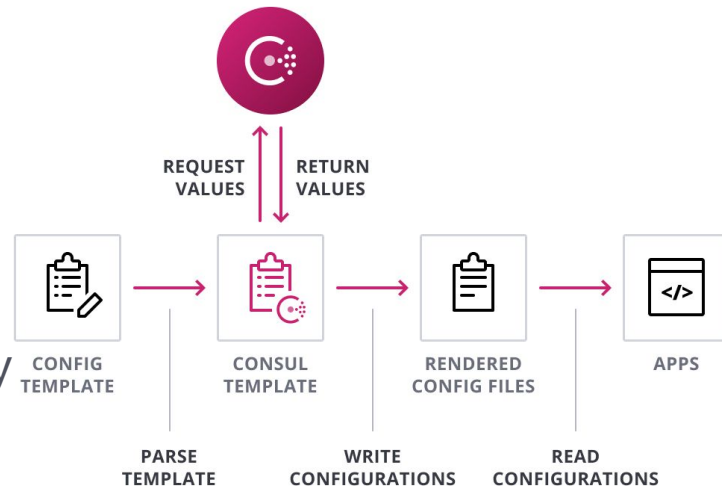 REQUEST
VALUES
RETURN
VALUES
</>
CONFIG
TEMPLATE
CONSUL
TEMPLATE
RENDERED
CONFIG FILES
APPS
PARSE
TEMPLATE
WRITE
CONFIGURATIONS
READ
CONFIGURATIONS